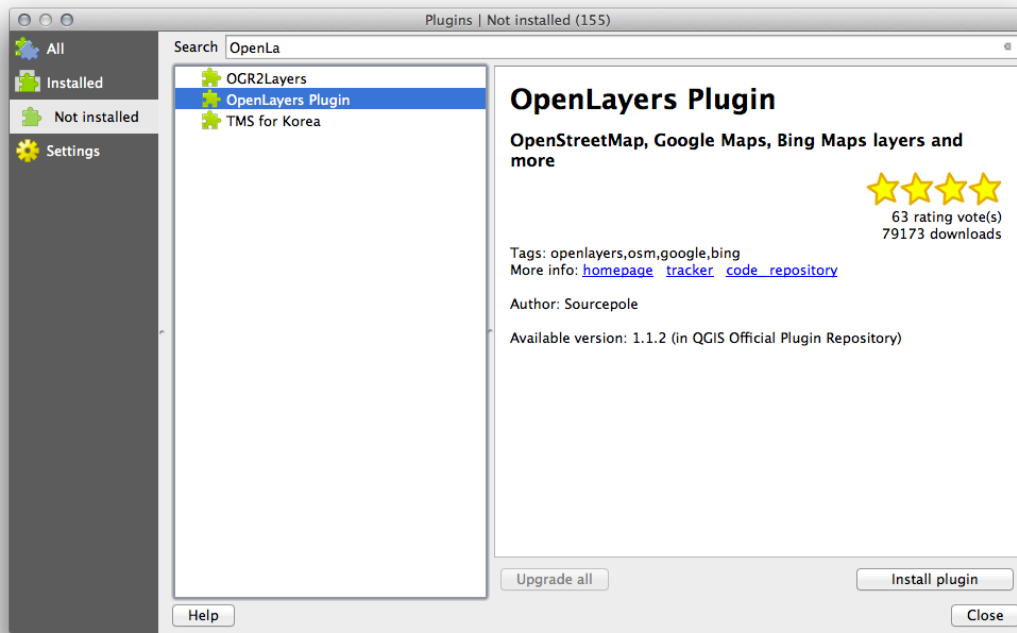 Plugins | Not installed (155)
All
Installed
Not installed
Settings
Search OpenLa
OGR2Layers
OpenLayers Plugin
TMS for Korea
OpenLayers Plugin
OpenStreetMap, Google Maps, Bing Maps layers and
more
63 rating vote(s)
79173 downloads
Tags: openlayers,osm,google,bing
More info: homepage tracker code_repository
Author: Sourcepole
Available version: 1.1.2 (in QGIS Official Plugin Repository)
Upgrade all
Install plugin
Help
Close